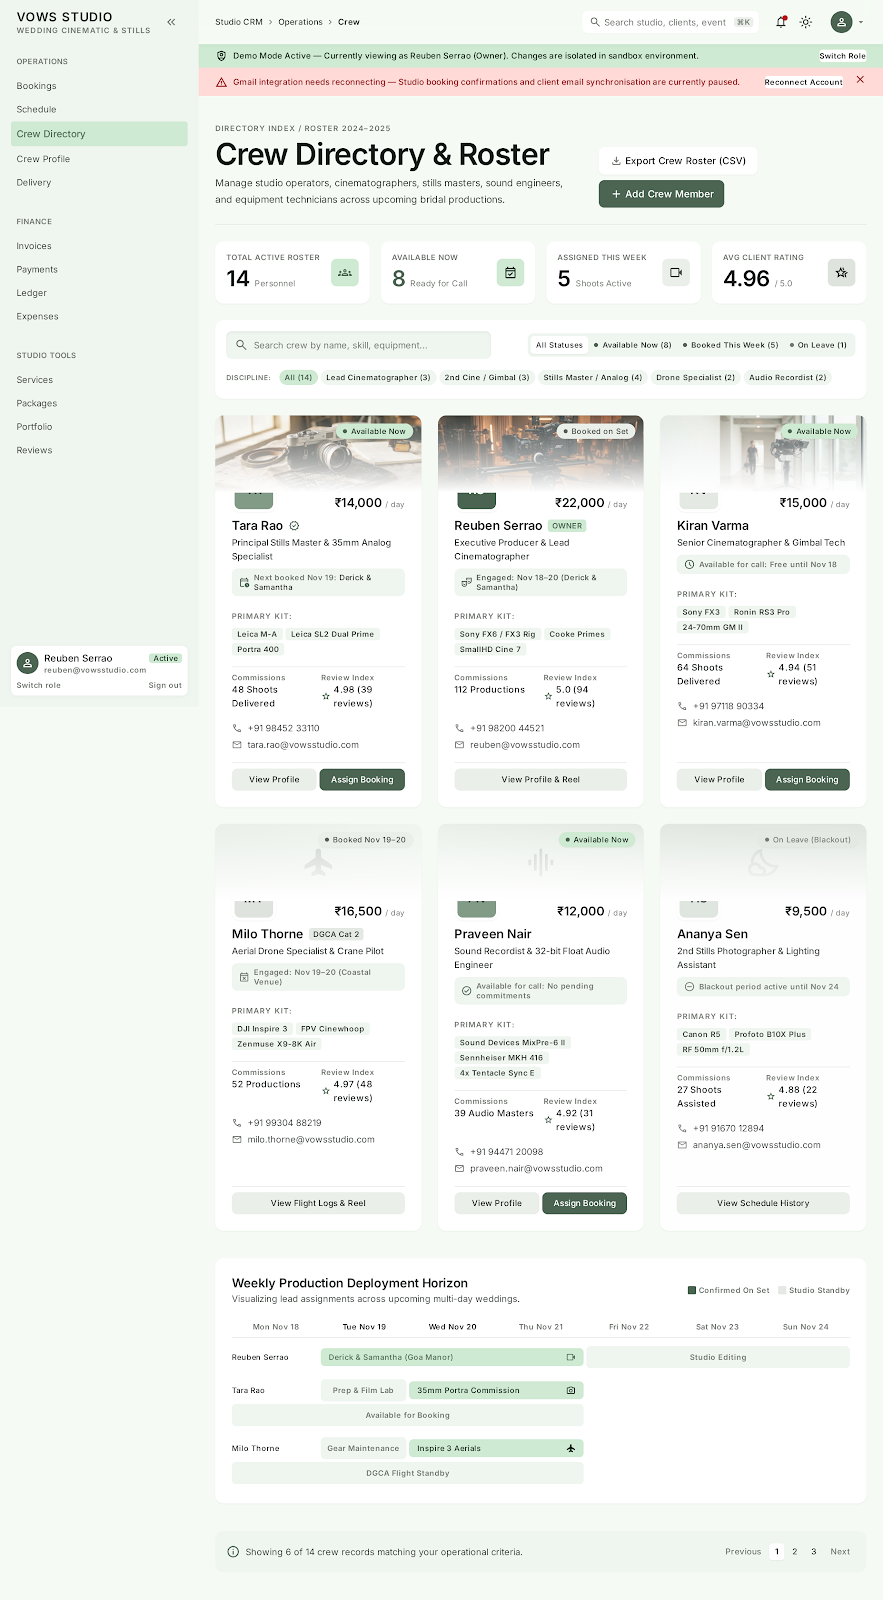 VOWS STUDIO
WEDDING CINEMATIC & STILLS
OPERATIONS
Bookings
Schedule
Crew Directory
Crew Profile
Delivery
FINANCE
Invoices
Payments
Ledger
Expenses
STUDIO TOOLS
Services
Packages
Portfolio
Reviews
Reuben Serrao
Active
reuben@vowsstudio.com
Switch role
Sign out
Studio CRM > Operations > Crew
Search studio, clients, event
⌘K
Demo Mode Active — Currently viewing as Reuben Serrao (Owner). Changes are isolated in sandbox environment.
Switch Role
Gmail integration needs reconnecting — Studio booking confirmations and client email synchronisation are currently paused.
Reconnect Account
DIRECTORY INDEX / ROSTER 2024–2025
Crew Directory & Roster
Manage studio operators, cinematographers, stills masters, sound engineers,
and equipment technicians across upcoming bridal productions.
Export Crew Roster (CSV)
Add Crew Member
TOTAL ACTIVE ROSTER
14 Personnel
AVAILABLE NOW
8 Ready for Call
ASSIGNED THIS WEEK
5 Shoots Active
AVG CLIENT RATING
4.96 / 5.0
Search crew by name, skill, equipment...
All Statuses
Available Now (8)
Booked This Week (5)
On Leave (1)
DISCIPLINE:
All (14)
Lead Cinematographer (3)
2nd Cine / Gimbal (3)
Stills Master / Analog (4)
Drone Specialist (2)
Audio Recordist (2)
Available Now
₹14,000 / day
Tara Rao
Principal Stills Master & 35mm Analog
Specialist
Next booked Nov 19: Derick &
Samantha
PRIMARY KIT:
Leica M-A
Leica SL2 Dual Prime
Portra 400
Commissions
48 Shoots
Delivered
Review Index
4.98 (39
reviews)
+91 98452 33110
tara.rao@vowsstudio.com
View Profile
Assign Booking
Booked on Set
₹22,000 / day
Reuben Serrao
OWNER
Executive Producer & Lead
Cinematographer
Engaged: Nov 18–20 (Derick &
Samantha)
PRIMARY KIT:
Sony FX6 / FX3 Rig
Cooke Primes
SmallHD Cine 7
Commissions
112 Productions
Review Index
5.0 (94
reviews)
+91 98200 44521
reuben@vowsstudio.com
View Profile & Reel
Available Now
₹15,000 / day
Kiran Varma
Senior Cinematographer & Gimbal Tech
Available for call: Free until Nov 18
PRIMARY KIT:
Sony FX3
Ronin RS3 Pro
24-70mm GM II
Commissions
64 Shoots
Delivered
Review Index
4.94 (51
reviews)
+91 97118 90334
kiran.varma@vowsstudio.com
View Profile
Assign Booking
Booked Nov 19–20
₹16,500 / day
Milo Thorne
DGCA Cat 2
Aerial Drone Specialist & Crane Pilot
Engaged: Nov 19–20 (Coastal
Venue)
PRIMARY KIT:
DJI Inspire 3
FPV Cinewhoop
Zenmuse X9-8K Air
Commissions
52 Productions
Review Index
4.97 (48
reviews)
+91 99304 88219
milo.thorne@vowsstudio.com
View Flight Logs & Reel
Available Now
₹12,000 / day
Praveen Nair
Sound Recordist & 32-bit Float Audio
Engineer
Available for call: No pending
commitments
PRIMARY KIT:
Sound Devices MixPre-6 II
Sennheiser MKH 416
4x Tentacle Sync E
Commissions
39 Audio Masters
Review Index
4.92 (31
reviews)
+91 94471 20098
praveen.nair@vowsstudio.com
View Profile
Assign Booking
On Leave (Blackout)
₹9,500 / day
Ananya Sen
2nd Stills Photographer & Lighting
Assistant
Blackout period active until Nov 24
PRIMARY KIT:
Canon R5
Profoto B10X Plus
RF 50mm f/1.2L
Commissions
27 Shoots
Assisted
Review Index
4.88 (22
reviews)
+91 91670 12894
ananya.sen@vowsstudio.com
View Schedule History
Weekly Production Deployment Horizon
Visualizing lead assignments across upcoming multi-day weddings.
Confirmed On Set
Studio Standby
Mon Nov 18
Tue Nov 19
Wed Nov 20
Thu Nov 21
Fri Nov 22
Sat Nov 23
Sun Nov 24
Reuben Serrao
Derick & Samantha (Goa Manor)
Studio Editing
Tara Rao
Prep & Film Lab
35mm Portra Commission
Available for Booking
Milo Thorne
Gear Maintenance
Inspire 3 Aerials
DGCA Flight Standby
Showing 6 of 14 crew records matching your operational criteria.
Previous
1
2
3
Next